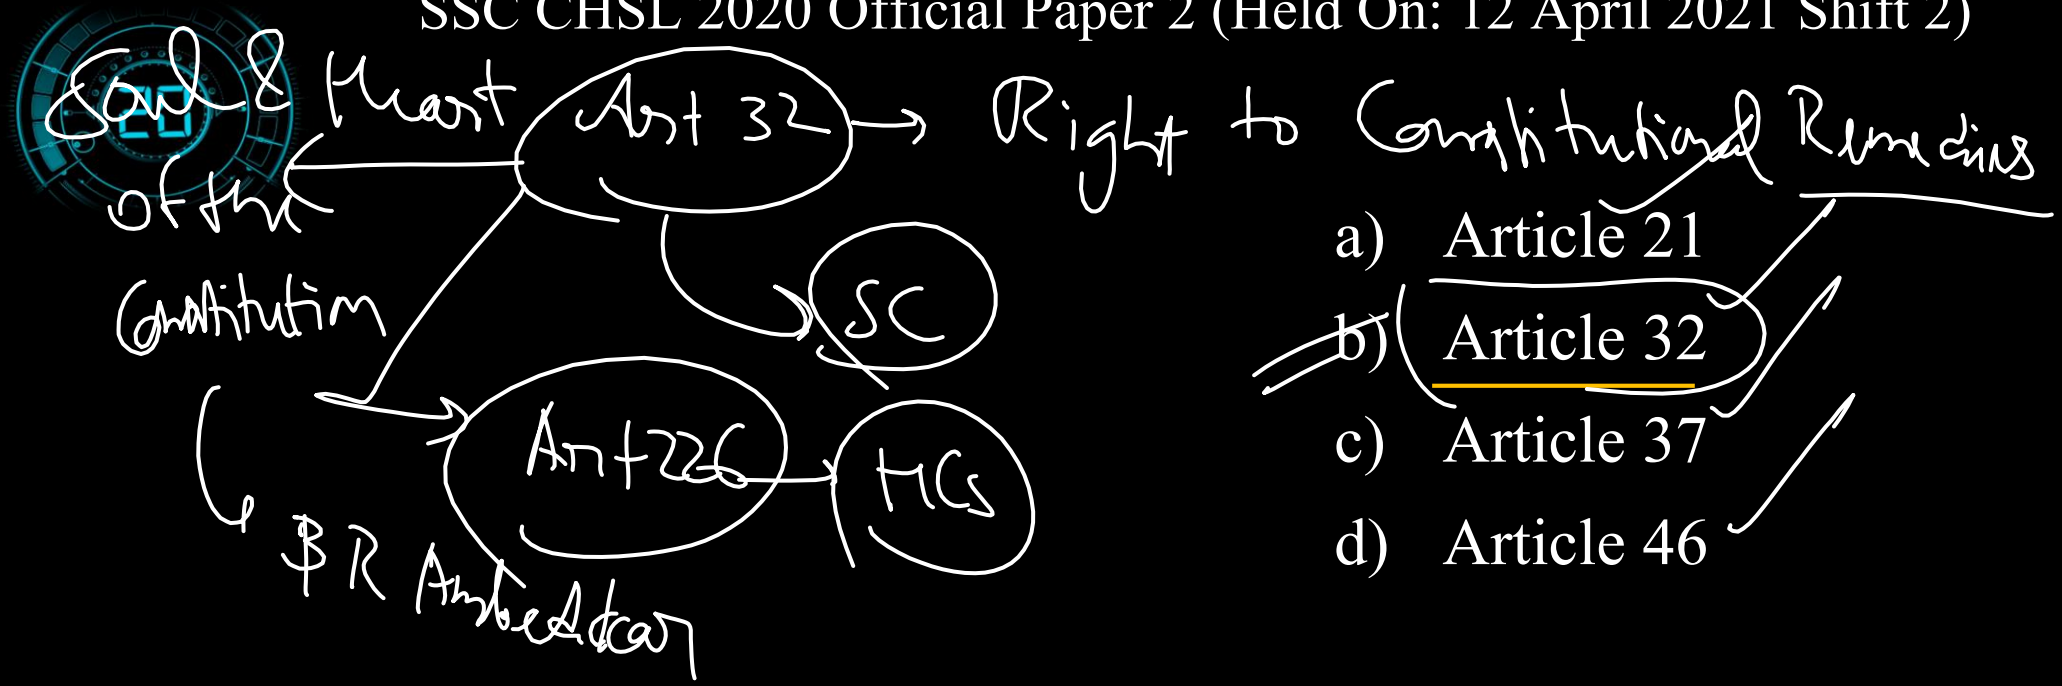 SSC CHSL 2020 Official Paper 2 (Held On: 12 April 2021 Shift 2)
20
Soul & Heart
of the
Constitution
B R Ambedkar
Art 32 → Right to Constitutional Remedies
SC
Art 226 → HCs
a) Article 21
b) Article 32
c) Article 37
d) Article 46